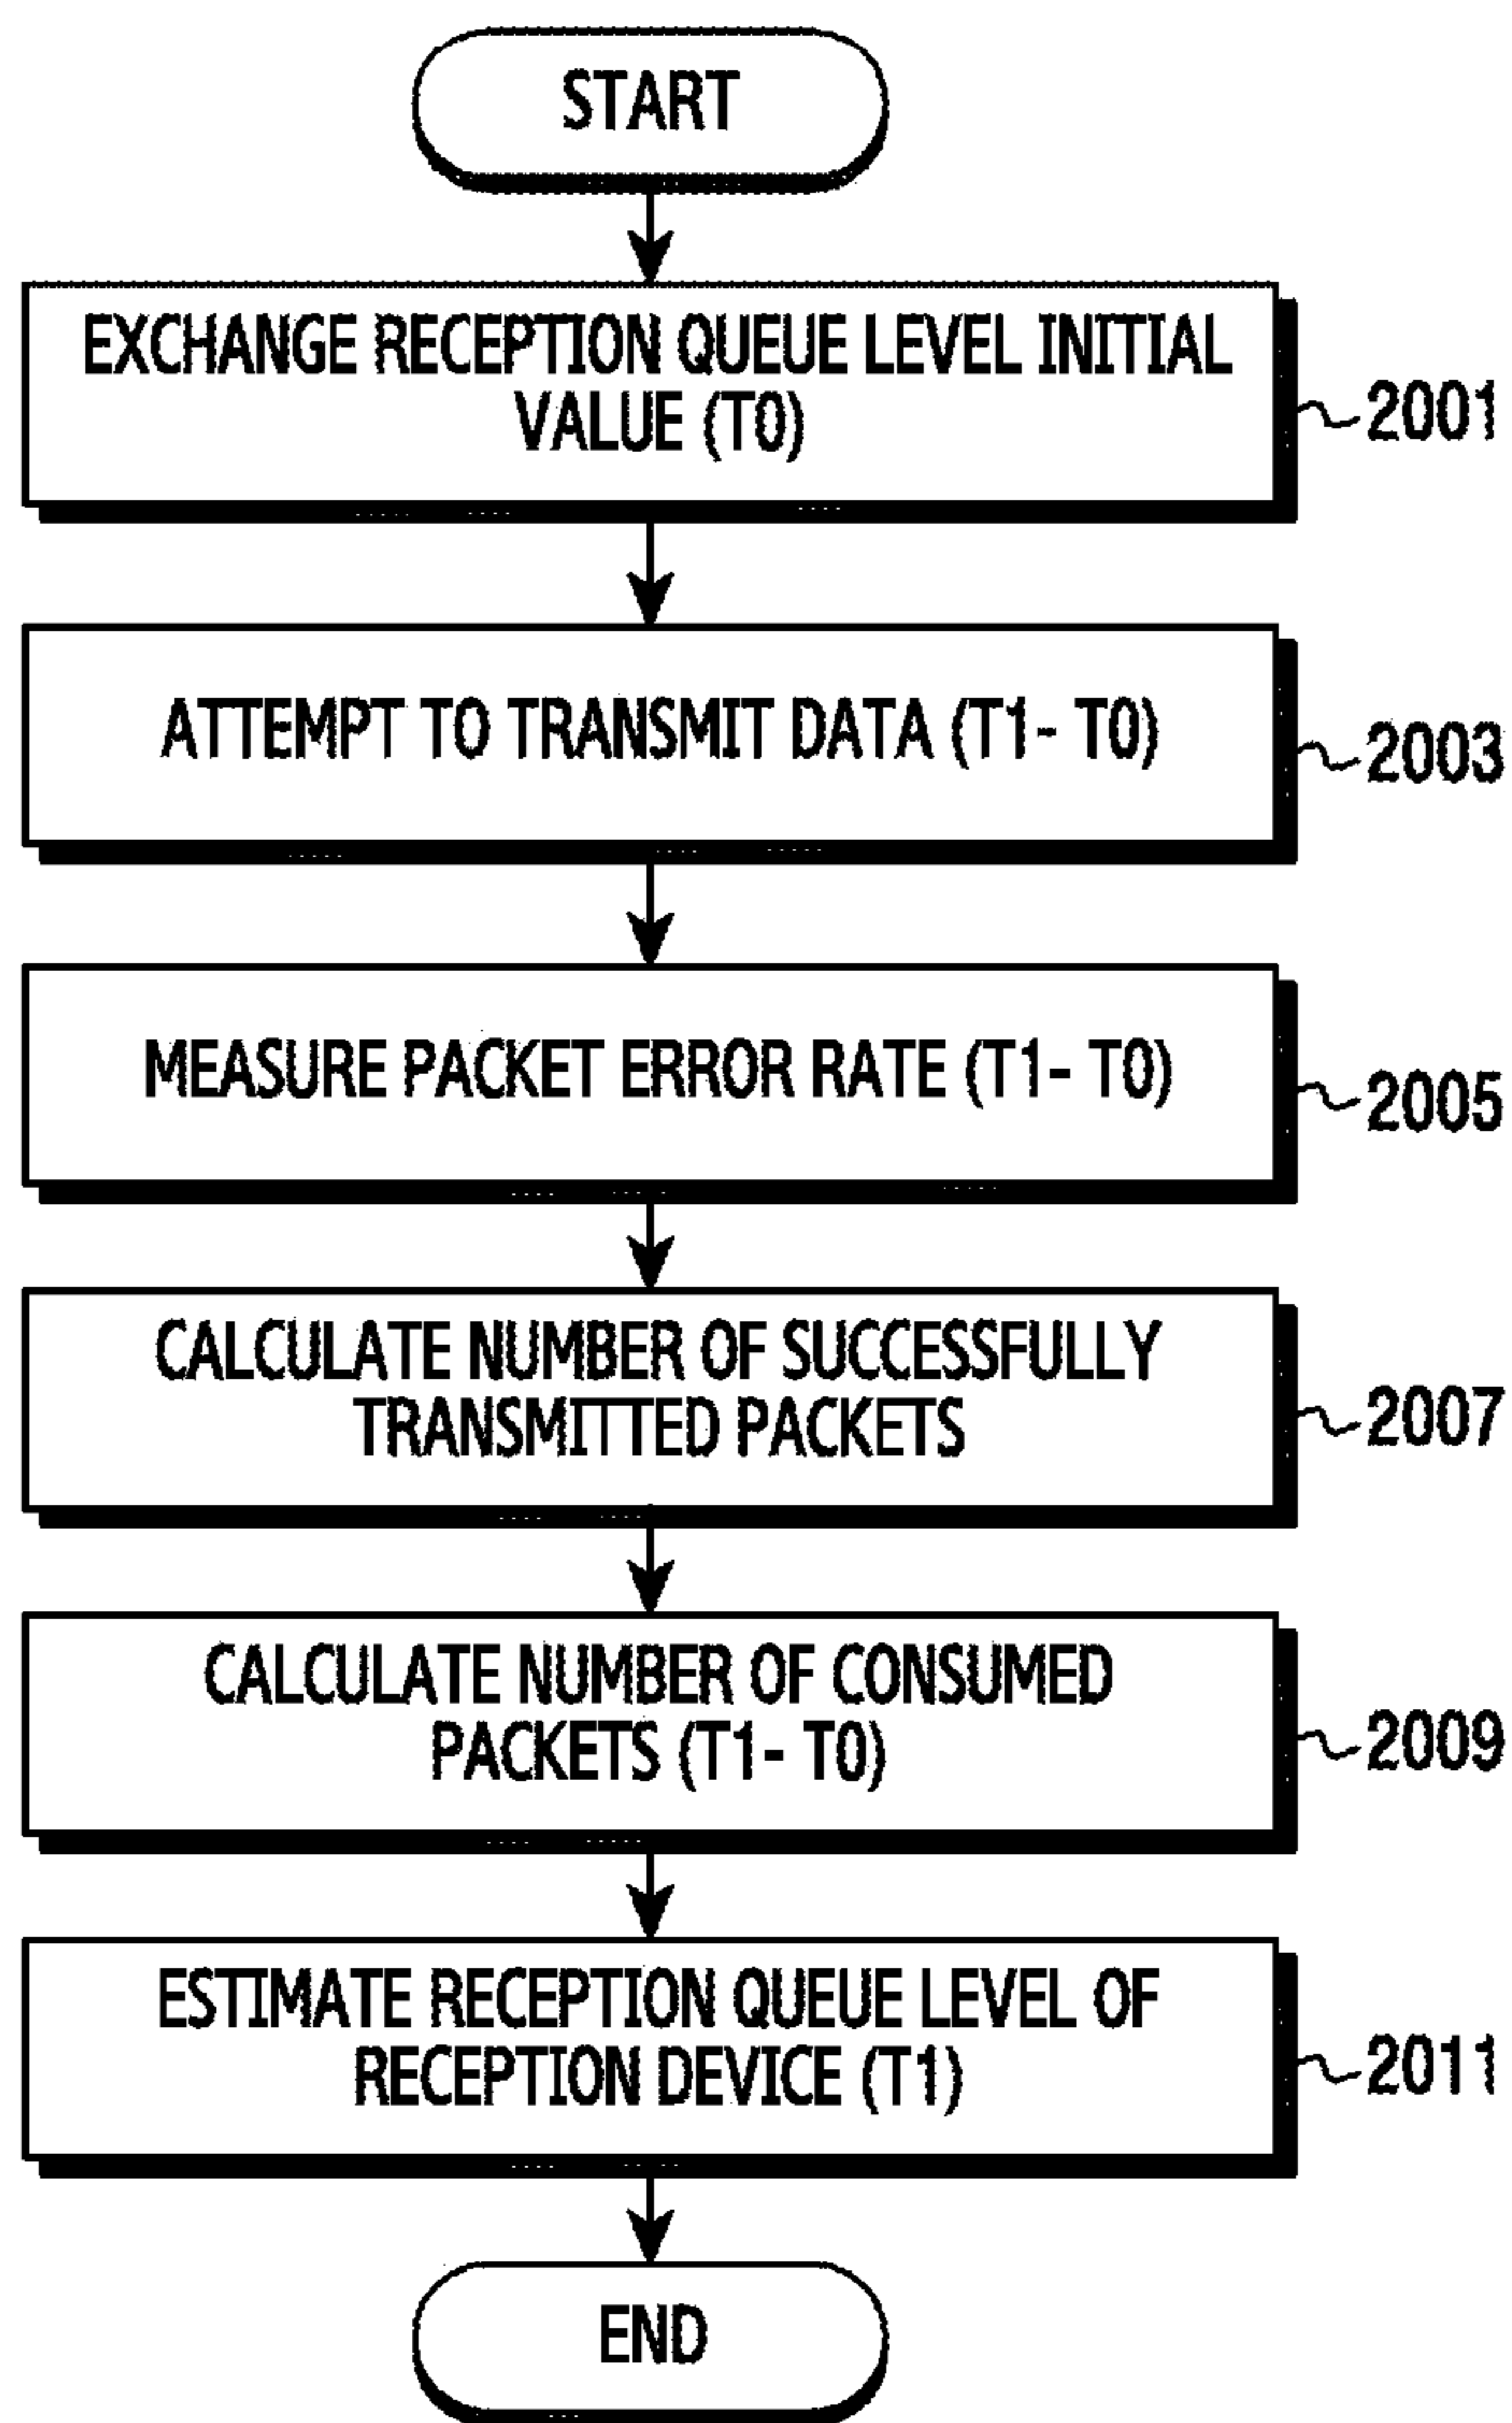 START
EXCHANGE RECEPTION QUEUE LEVEL INITIAL
VALUE (T0)
2001
ATTEMPT TO TRANSMIT DATA (T1- T0)
2003
MEASURE PACKET ERROR RATE (T1- T0)
2005
CALCULATE NUMBER OF SUCCESSFULLY
TRANSMITTED PACKETS
2007
CALCULATE NUMBER OF CONSUMED
PACKETS (T1- T0)
2009
ESTIMATE RECEPTION QUEUE LEVEL OF
RECEPTION DEVICE (T1)
2011
END